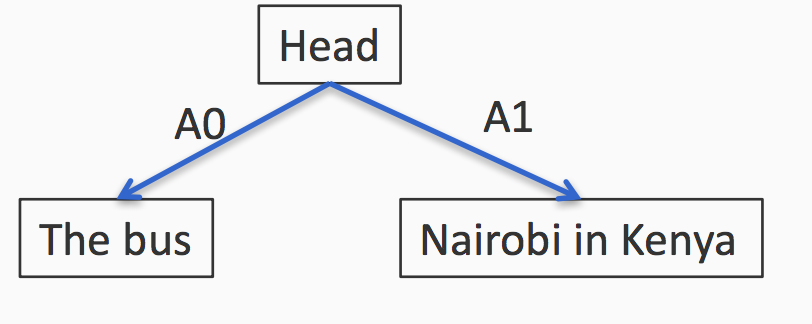 Head
A0
A1
The bus
Nairobi in Kenya